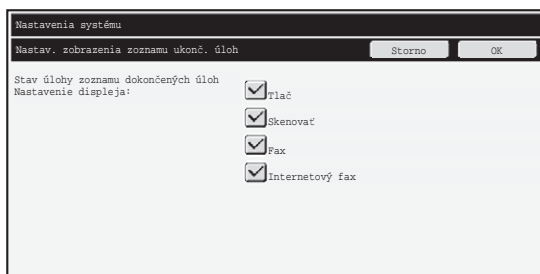 Nastavenia systému
Nastav. zobrazenia zoznamu ukonč. úloh
Storno
OK
Stav úlohy zoznamu dokončených úloh
Nastavenie displeja:
Tlač
Skenovať
Fax
Internetový fax